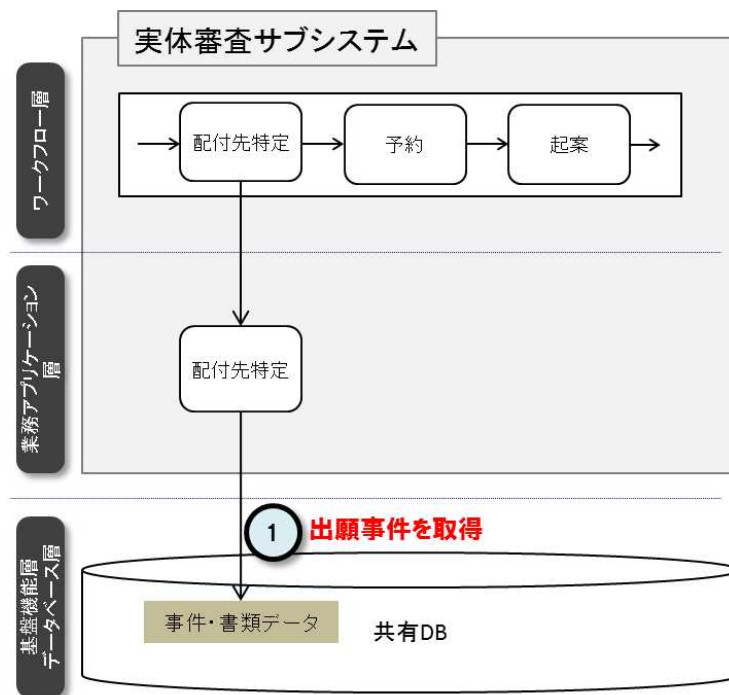 実体審査サブシステム
ワークフロー層
配付先特定
予約
起案
業務アプリケーション
層
配付先特定
1
出願事件を取得
基盤機能層
データベース層
事件・書類データ
共有DB